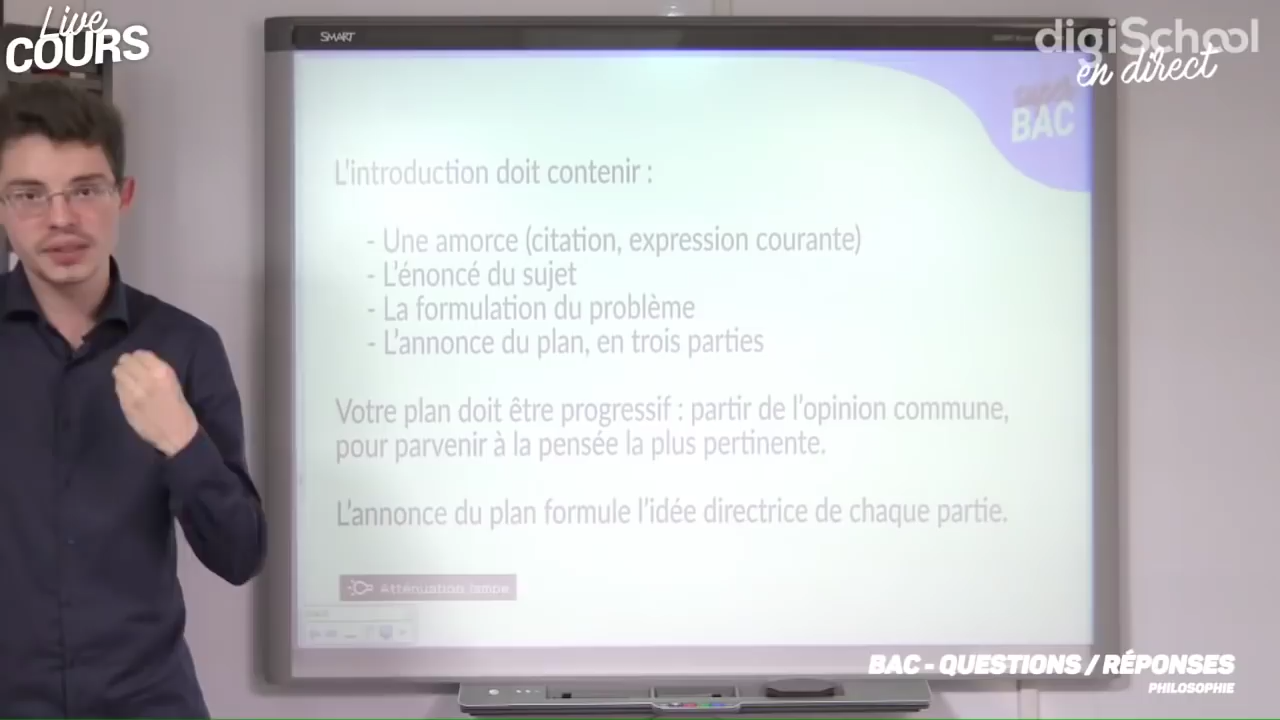 Live
COURS
SMART
digiSchool
en direct
BAC
L'introduction doit contenir :
- Une amorce (citation, expression courante)
- L'énoncé du sujet
- La formulation du problème
- L'annonce du plan, en trois parties
Votre plan doit être progressif : partir de l'opinion commune,
pour parvenir à la pensée la plus pertinente.
L'annonce du plan formule l'idée directrice de chaque partie.
Atténuation lampe
BAC - QUESTIONS / RÉPONSES
PHILOSOPHIE